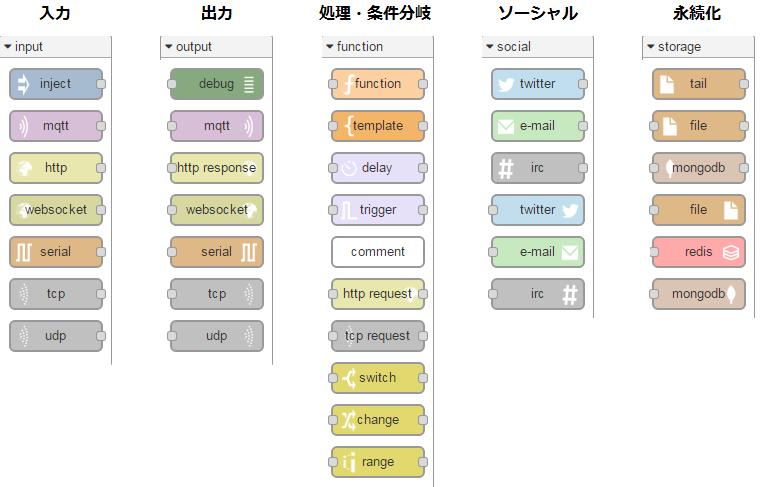 入力
input
inject
mqtt
http
websocket
serial
tcp
udp
出力
output
debug
mqtt
http response
websocket
serial
tcp
udp
処理・条件分岐
function
function
template
delay
trigger
comment
http request
tcp request
switch
change
range
ソーシャル
social
twitter
e-mail
irc
twitter
e-mail
irc
永続化
storage
tail
file
mongodb
file
redis
mongodb